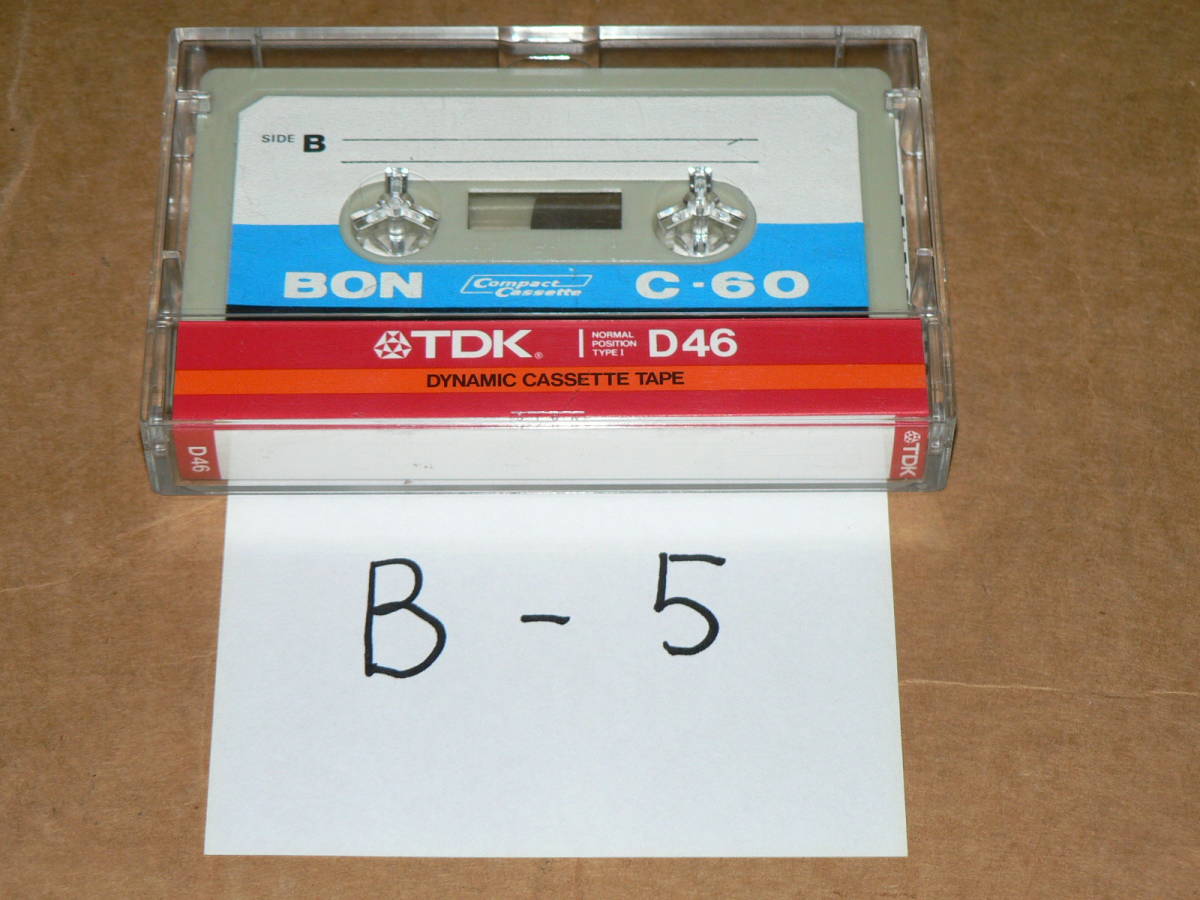 SIDE B
BON Compact Cassette C-60
TDK® NORMAL POSITION TYPE I D46
DYNAMIC CASSETTE TAPE
D46 TDK
B - 5